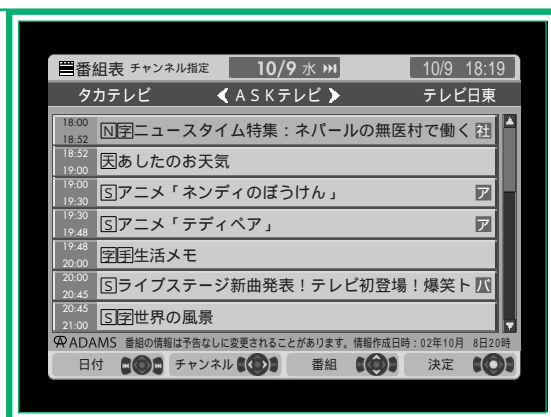 番組表 チャンネル指定 10/9 水 10/9 18:19
タカテレビ ASKテレビ テレビ日東
18:00
18:52 N字ニュースタイム特集：ネパールの無医村で働く 社
18:52
19:00 天あしたのお天気
19:00
19:30 Sアニメ「ネンディのぼうけん」 ア
19:30
19:48 Sアニメ「テディペア」 ア
19:48
20:00 字手生活メモ
20:00
20:45 Sライブステージ新曲発表！テレビ初登場！爆笑ト バ
20:45
21:00 S字世界の風景
ADAMS 番組の情報は予告なしに変更されることがあります。情報作成日時：02年10月 8日20時
日付 チャンネル 番組 決定